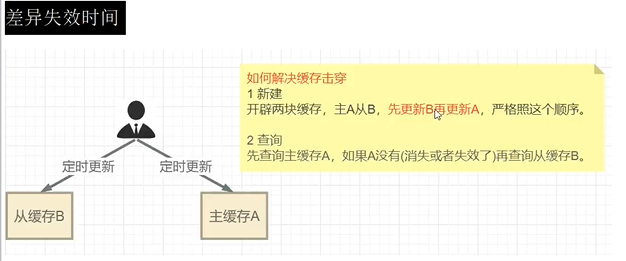 差异失效时间
如何解决缓存击穿
1 新建
开辟两块缓存，主A从B，先更新B再更新A，严格照这个顺序。
2 查询
先查询主缓存A，如果A没有(消失或者失效了)再查询从缓存B。
定时更新
定时更新
从缓存B
主缓存A